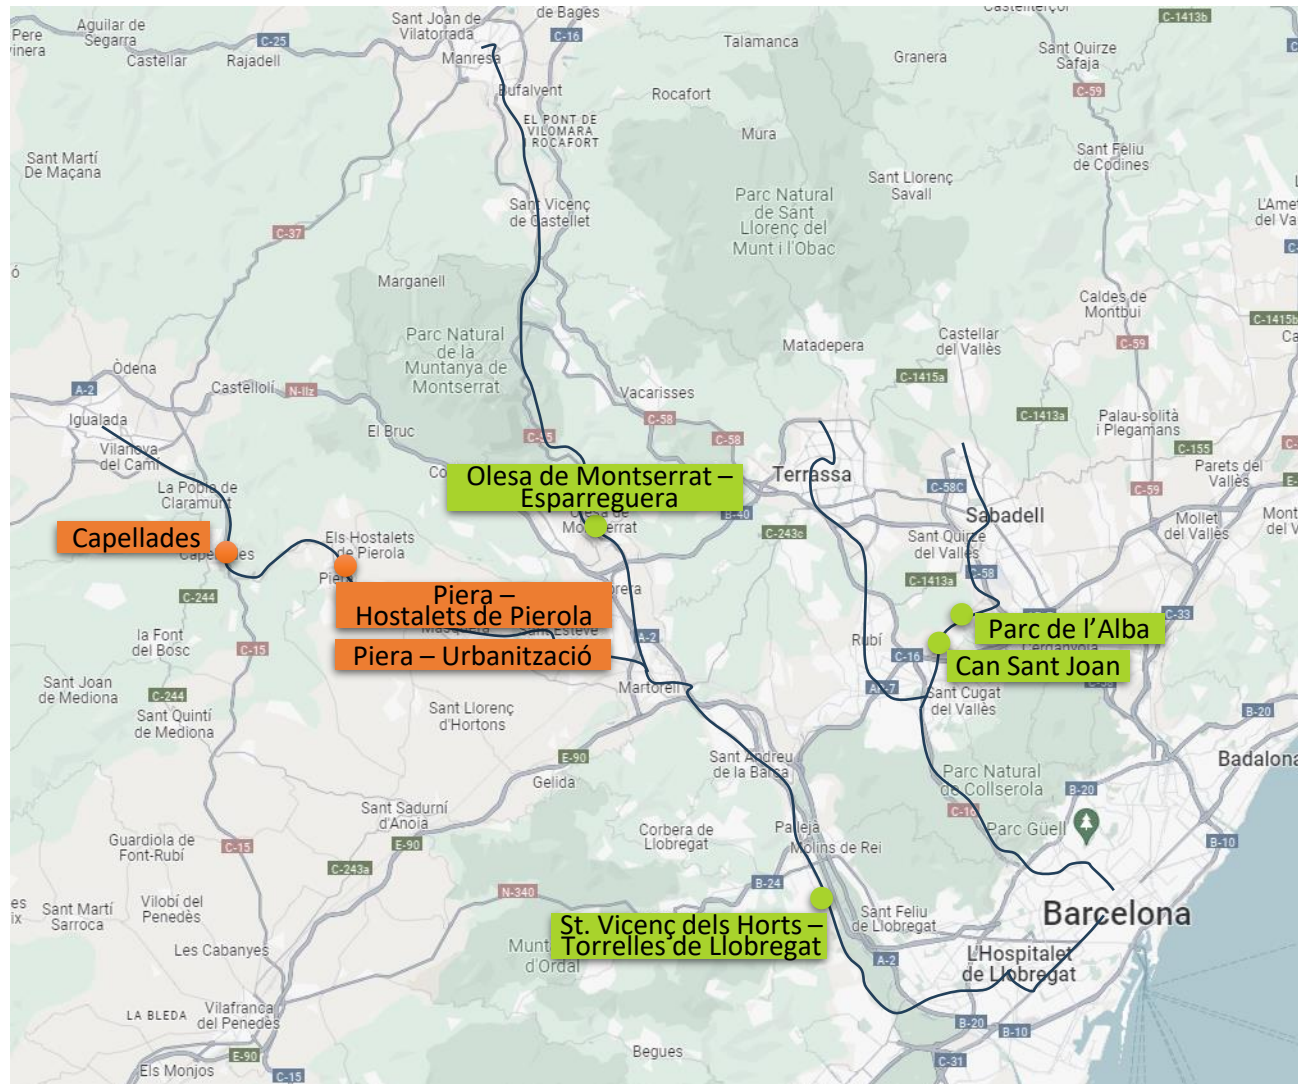 Sant Joan de
Vilatorrada
de Bages
Castellterçol
C-1413b
Pere
Aguilar de
Segarra
C-25
C-16
Talamanca
Sant Quirze
Safaja
Castellar
Rajadell
Manresa
Granera
C-59
Bufalvent
Rocafort
EL PONT DE
VILOMARA
I ROCAFORT
Mura
Sant Martí
De Maçana
Sant Feliu
de Codines
Sant Llorenç
Savall
Parc Natural
de Sant
Llorenç del
Munt i l'Obac
Sant Vicenç
de Castellet
L'Amet
del Va
C-37
Marganell
Caldes de
Montbui
C-1415b
Parc Natural
de la
Muntanya de
Montserrat
Matadepera
Castellar
del Vallès
C-59
Òdena
C-1415a
A-2
Castellolí
N-IIz
Vacarisses
C-1413a
Palau-solità
i Plegamans
Igualada
El Bruc
C-58
C-55
C-58
C-155
Vilanova
del Camí
Parets del
Vallès
La Pobla de
Claramunt
Olesa de Montserrat –
Esparreguera
Terrassa
C-58C
C-59
B-40
Sabadell
Mollet
del Vallès
Capellades
Els Hostalets
de Pierola
C-243c
Sant Quirze
del Vallès
C-58
C-1413a
C-244
Piera –
Hostalets de Pierola
C-33
la Font
del Bosc
Masquefa
Sant Esteve
A-2
Rubí
Parc de l’Alba
C-15
Piera – Urbanització
C-16
Can Sant Joan
Sant Joan
de Mediona
C-244
Martorell
AP-7
Sant Cugat
del Vallès
Sant Quintí
de Mediona
Sant Llorenç
d'Hortons
B-20
E-90
Sant Andreu
de la Barca
Badalona
Gelida
Parc Natural
de Collserola
B-20
Sant Sadurní
d'Anoia
C-16
Parc Güell
Guardiola de
Font-Rubí
C-15
E-90
Corbera de
Llobregat
Pallejà
Molins de Rei
B-10
C-243a
N-340
B-24
Sant Martí
Sarroca
Vilobí del
Penedès
St. Vicenç dels Horts –
Torrelles de Llobregat
Sant Feliu
de Llobregat
Barcelona
Les Cabanyes
d'Ordal
A-2
L'Hospitalet
de Llobregat
LA BLEDA
Vilafranca
del Penedès
B-20
B-10
E-90
Begues
C-31
Els Monjos
C-15